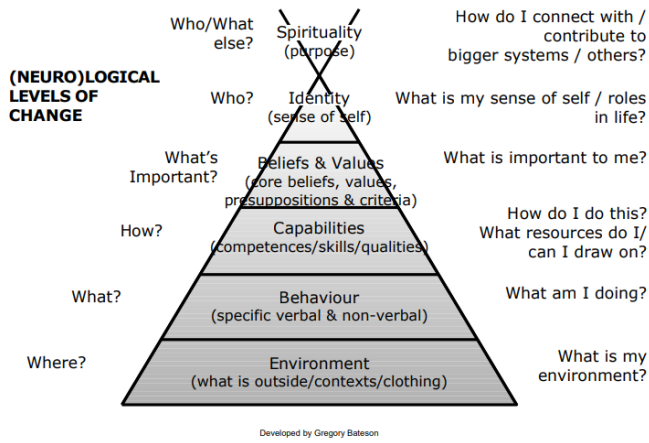 (NEURO)LOGICAL
LEVELS OF
CHANGE
Who/What
else?
Spirituality
(purpose)
How do I connect with /
contribute to
bigger systems / others?
Who?
Identity
(sense of self)
What is my sense of self / roles
in life?
What's
Important?
Beliefs & Values
(core beliefs, values,
presuppositions & criteria)
What is important to me?
How?
Capabilities
(competences/skills/qualities)
How do I do this?
What resources do I/
can I draw on?
What?
Behaviour
(specific verbal & non-verbal)
What am I doing?
Where?
Environment
(what is outside/contexts/clothing)
What is my
environment?
Developed by Gregory Bateson